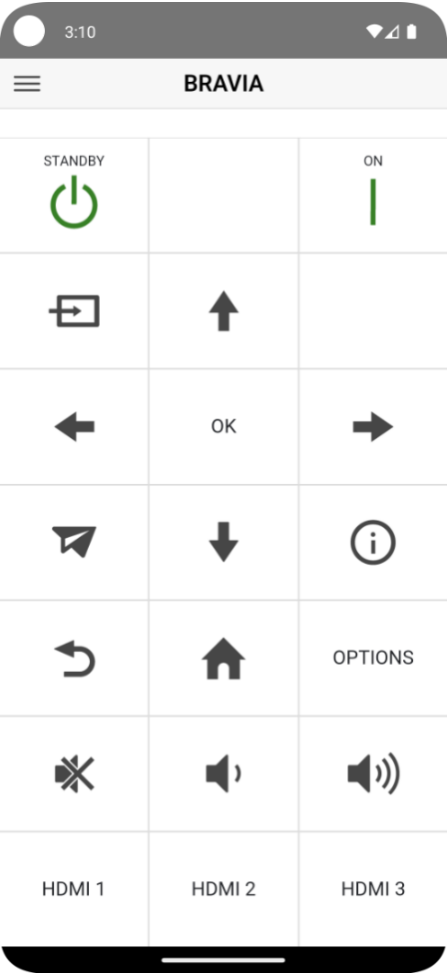 3:10
BRAVIA
STANDBY
ON
OK
OPTIONS
HDMI 1
HDMI 2
HDMI 3